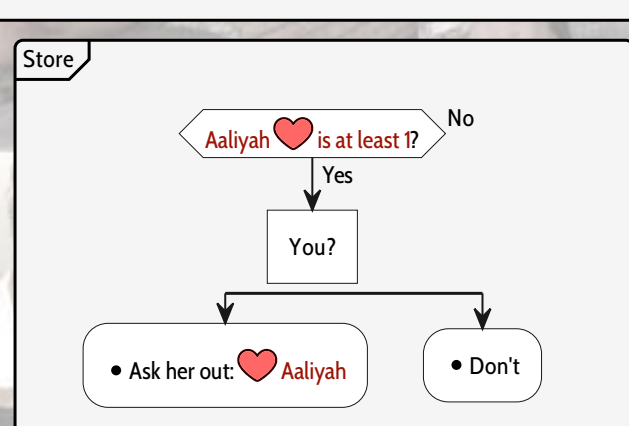 Store
Aaliyah ❤ is at least 1?
No
Yes
You?
• Ask her out: ❤ Aaliyah
• Don't